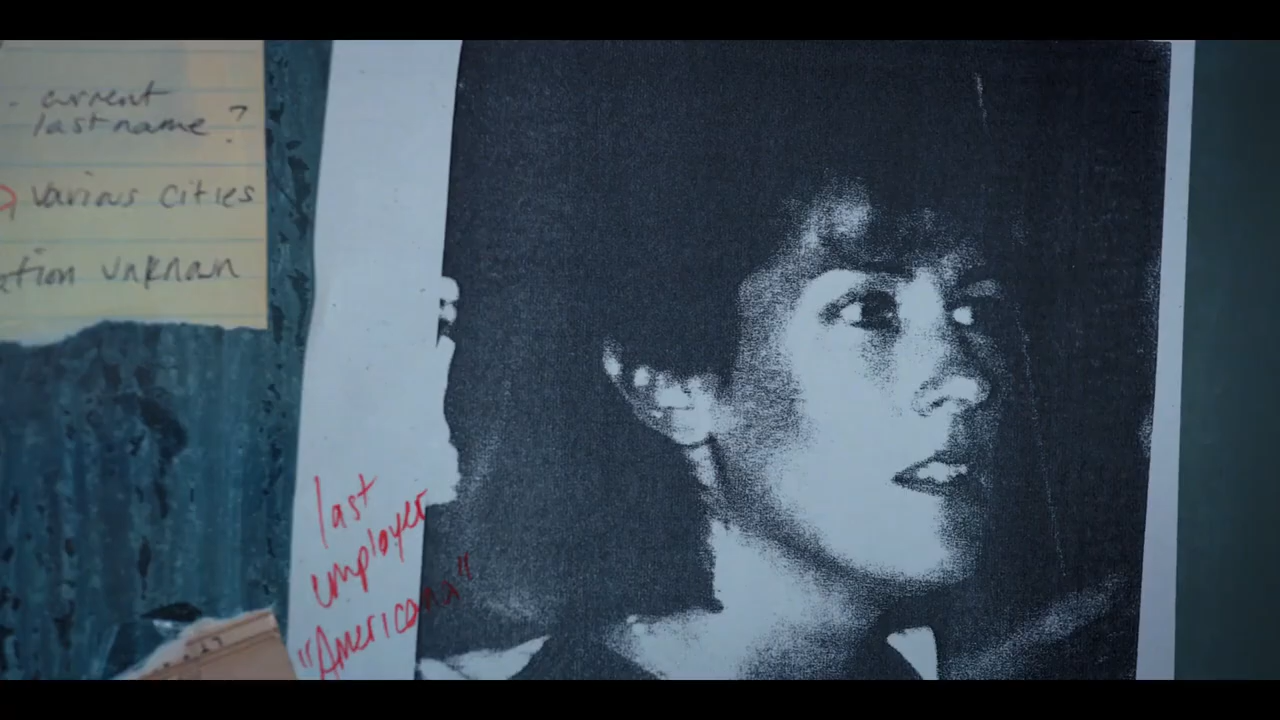 current
last name ?
various cities
ation unknown
last
employer
"Americana"